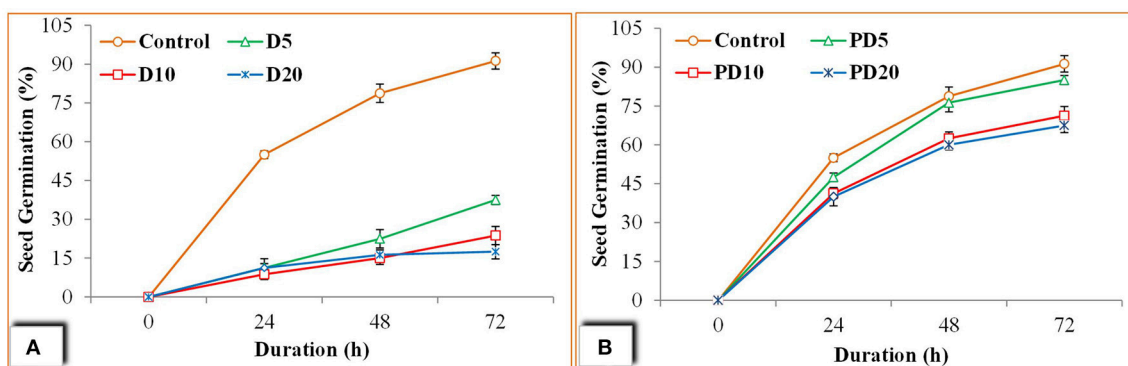 105
90
75
60
45
30
15
0
Seed Germination (%)
Control
D5
D10
D20
0 24 48 72
Duration (h)
A
105
90
75
60
45
30
15
0
Seed Germination (%)
Control
PD5
PD10
PD20
0 24 48 72
Duration (h)
B